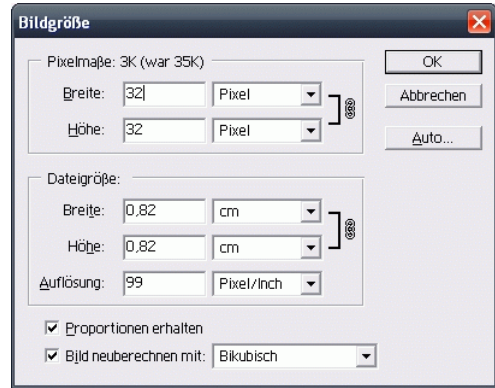 Bildgröße
Pixelmaße: 3K (war 35K)
Breite: 32 Pixel
Höhe: 32 Pixel
OK
Abbrechen
Auto...
Dateigröße:
Breite: 0,82 cm
Höhe: 0,82 cm
Auflösung: 99 Pixel/Inch
Proportionen erhalten
Bild neuberechnen mit: Bikubisch